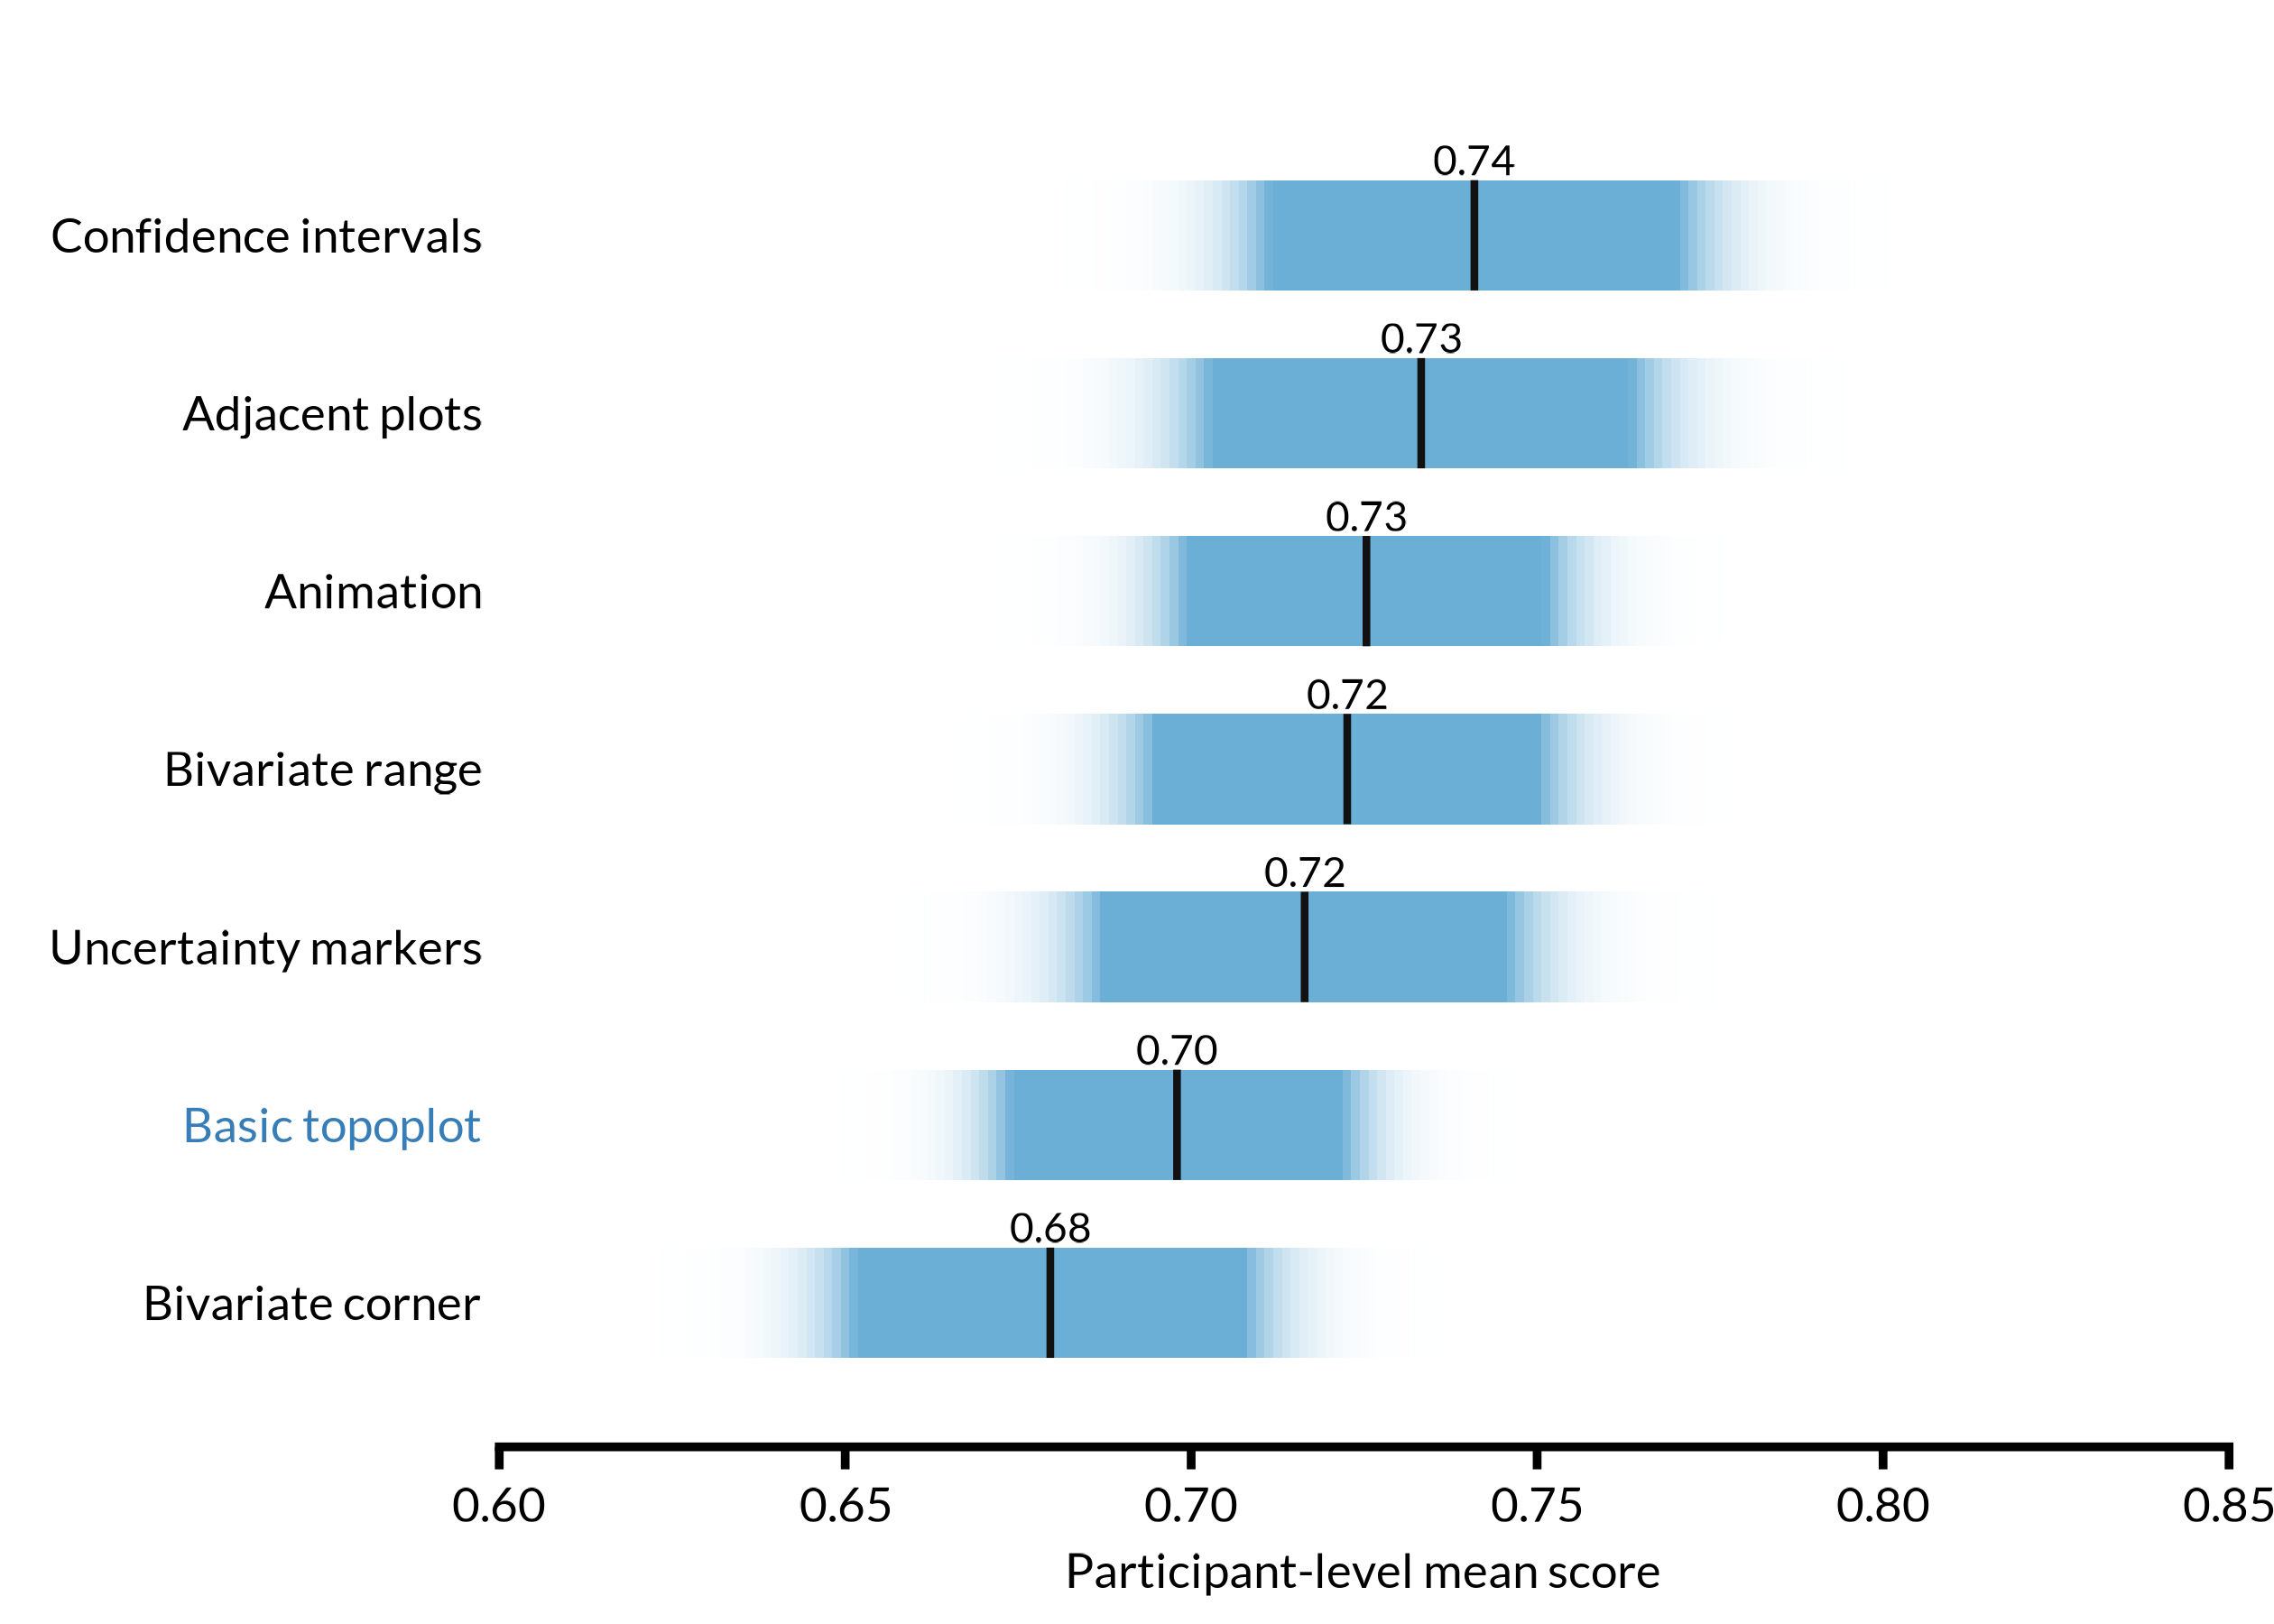 0.74
Confidence intervals
0.73
Adjacent plots
0.73
Animation
0.72
Bivariate range
0.72
Uncertainty markers
0.70
Basic topoplot
0.68
Bivariate corner
0.60 0.65 0.70 0.75 0.80 0.85
Participant-level mean score